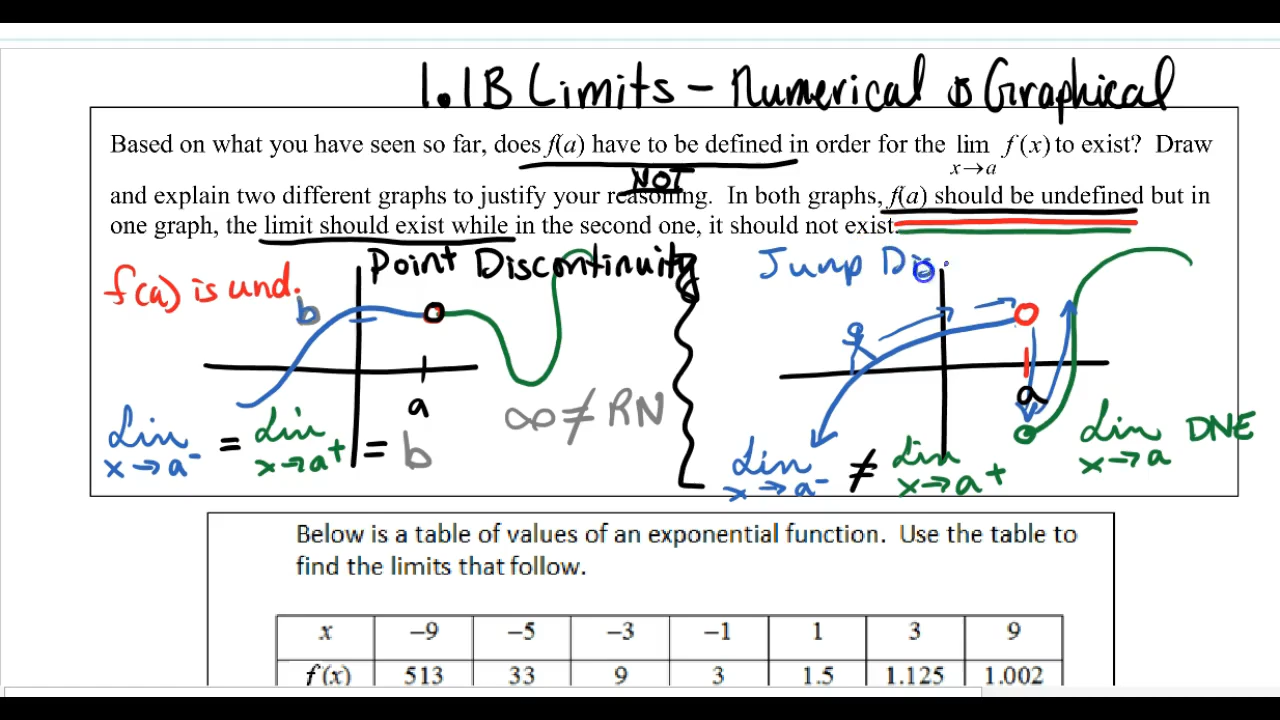 1.1B Limits - Numerical & Graphical
Based on what you have seen so far, does f(a) have to be defined in order for the lim x→a f(x) to exist? Draw
NOT
and explain two different graphs to justify your reasoning. In both graphs, f(a) should be undefined but in
one graph, the limit should exist while in the second one, it should not exist.
Point Discontinuity
Jump Dis.
f(a) is und.
b
a
a
∞ ≠ RN
Lim x→a⁻ = Lim x→a⁺ = b
Lim x→a⁻ ≠ Lim x→a⁺
Lim x→a DNE
Below is a table of values of an exponential function. Use the table to
find the limits that follow.
x −9 −5 −3 −1 1 3 9
f(x) 513 33 9 3 1.5 1.125 1.002